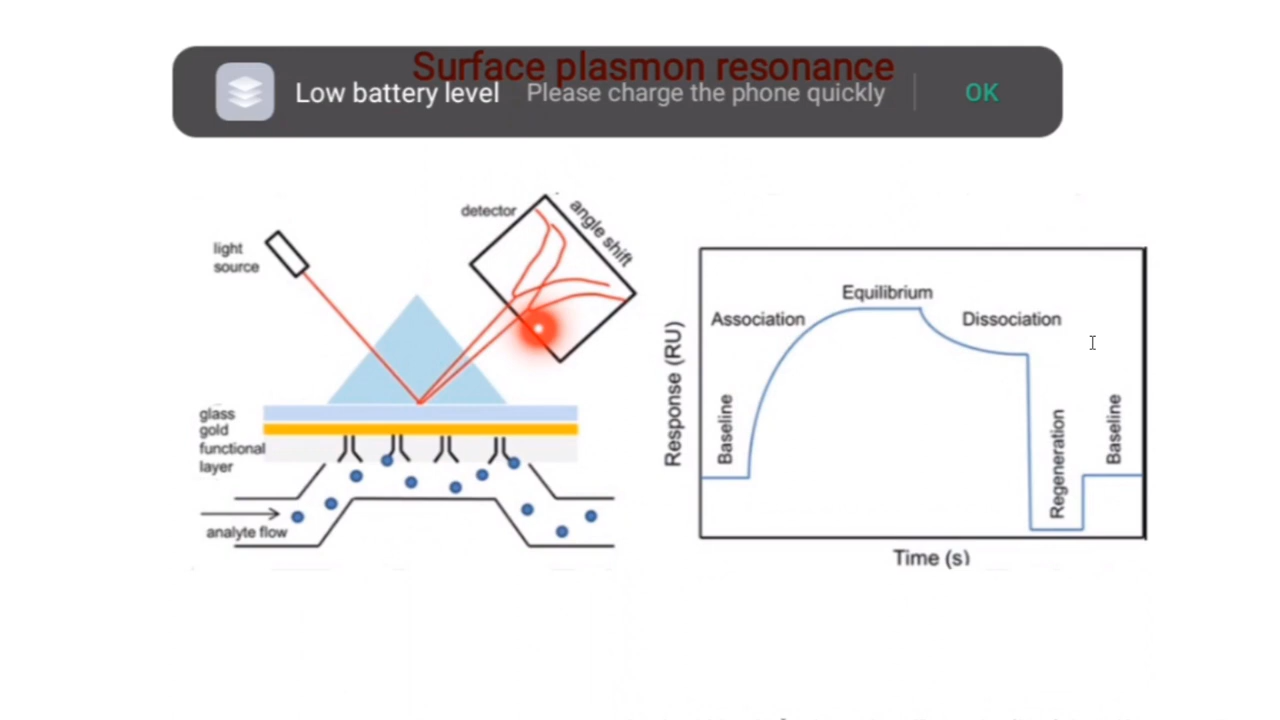 Surface plasmon resonance
Low battery level Please charge the phone quickly OK
detector
angle shift
light
source
glass
gold
functional
layer
analyte flow
Equilibrium
Association
Dissociation
Response (RU)
Baseline
Regeneration
Baseline
Time (s)